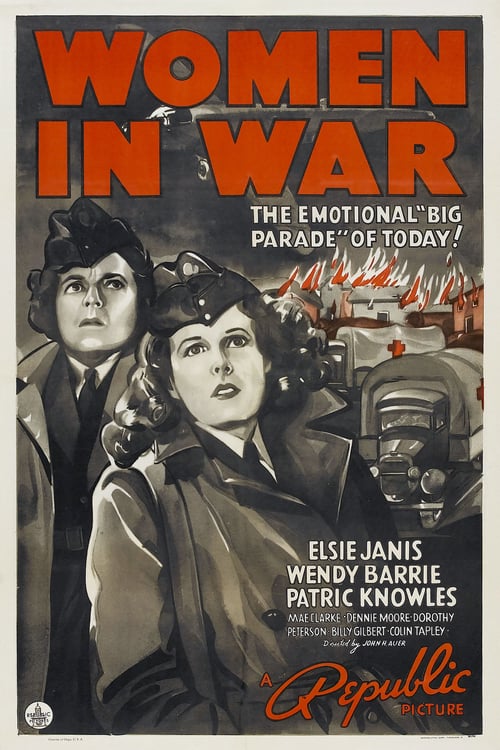 WOMEN
IN WAR
THE EMOTIONAL "BIG
PARADE" OF TODAY!
ELSIE JANIS
WENDY BARRIE
PATRIC KNOWLES
MAE CLARKE · DENNIE MOORE · DOROTHY
PETERSON · BILLY GILBERT · COLIN TAPLEY ·
Directed by JOHN H. AUER
A Republic
PICTURE
REPUBLIC